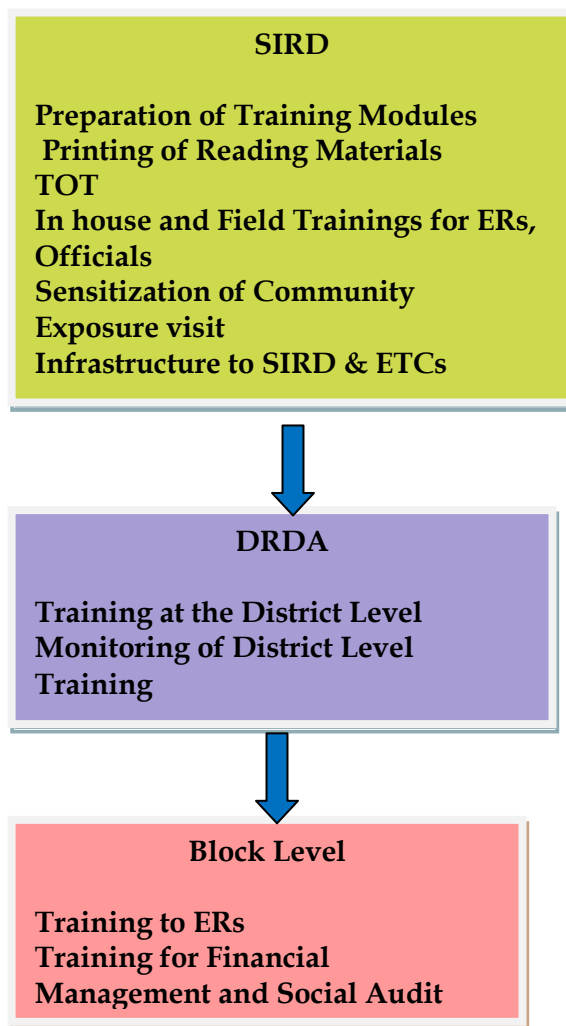 SIRD
Preparation of Training Modules
Printing of Reading Materials
TOT
In house and Field Trainings for ERs,
Officials
Sensitization of Community
Exposure visit
Infrastructure to SIRD & ETCs
DRDA
Training at the District Level
Monitoring of District Level
Training
Block Level
Training to ERs
Training for Financial
Management and Social Audit